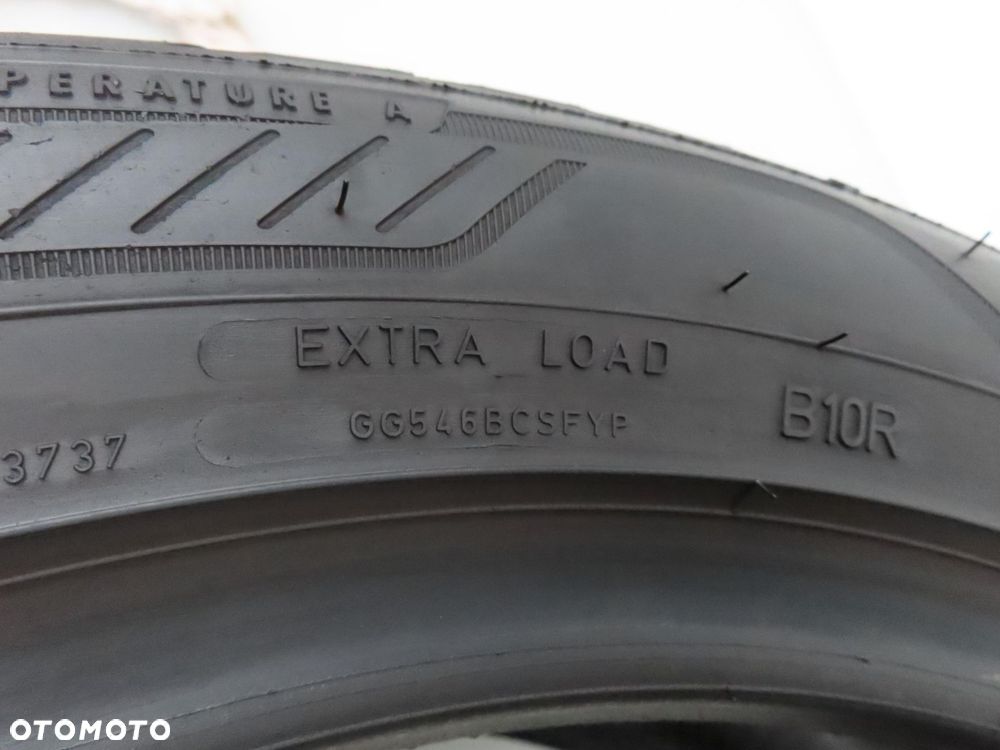 PERATURE A
EXTRA LOAD
GG546BCSFYP
B10R
3737
OTOMOTO